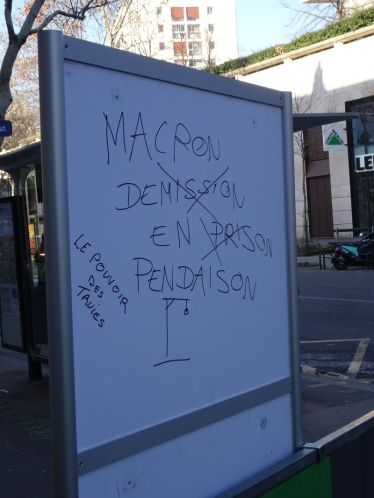 MACRON
DEMISSION
EN PRISON
PENDAISON
LE POUVOIR
DES
TRUIES
LE